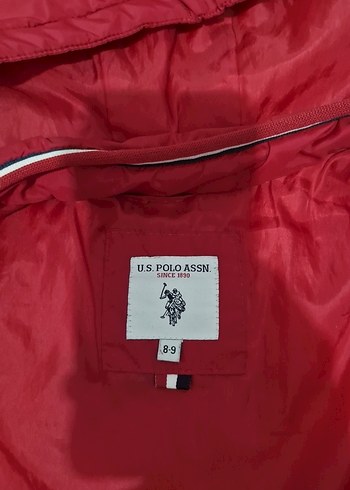 U.S. POLO ASSN.
SINCE 1890
8-9